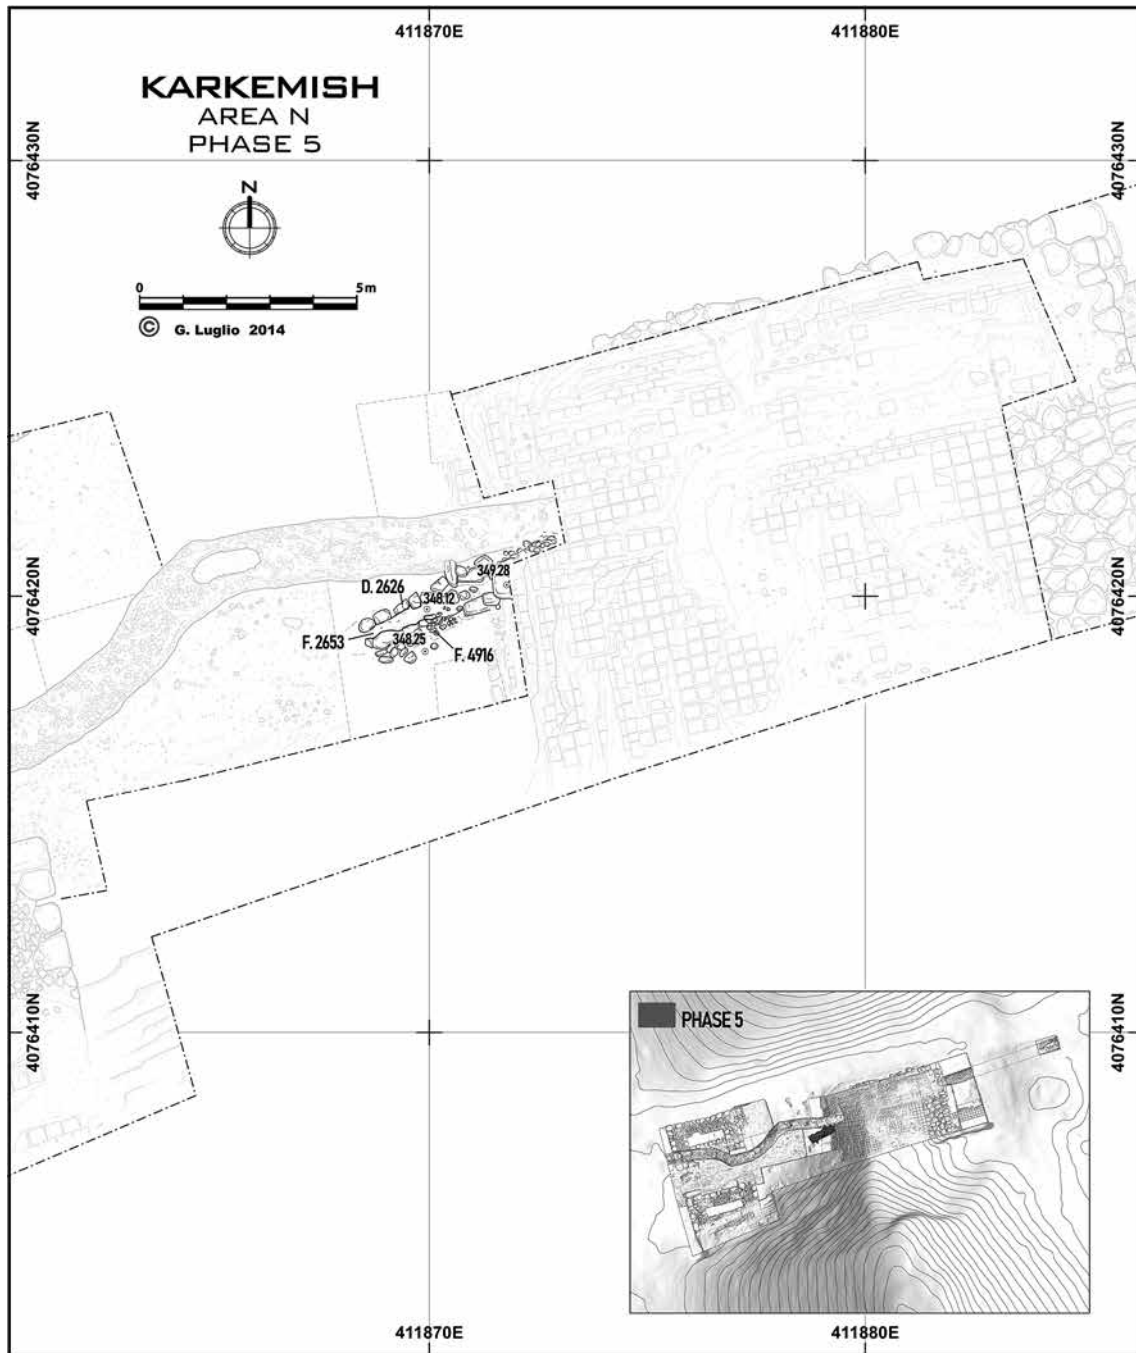 411870E 411880E
KARKEMISH
AREA N
PHASE 5
4076430N 4076430N
N
0 5m
© G. Luglio 2014
349.28
D. 2626
348.12
4076420N 4076420N
F. 2653
348.25
F. 4916
PHASE 5
4076410N 4076410N
411870E 411880E